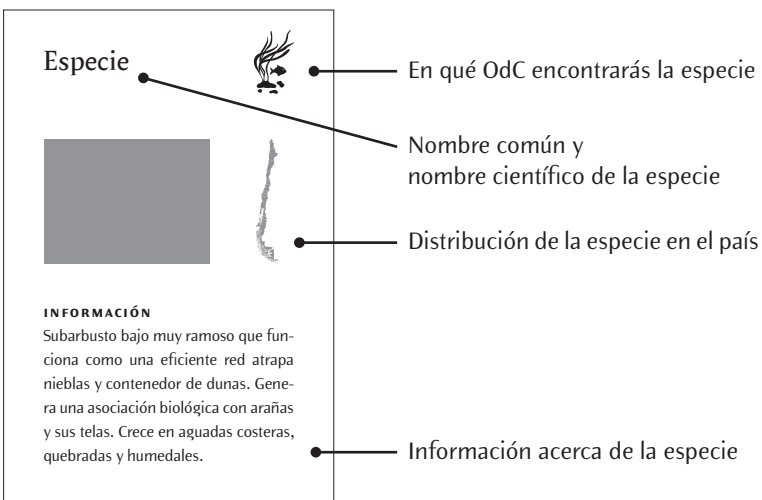 Especie
En qué OdC encontrarás la especie
Nombre común y
nombre científico de la especie
Distribución de la especie en el país
INFORMACIÓN
Subarbusto bajo muy ramoso que fun-
ciona como una eficiente red atrapa
nieblas y contenedor de dunas. Gene-
ra una asociación biológica con arañas
y sus telas. Crece en aguadas costeras,
quebradas y humedales.
Información acerca de la especie